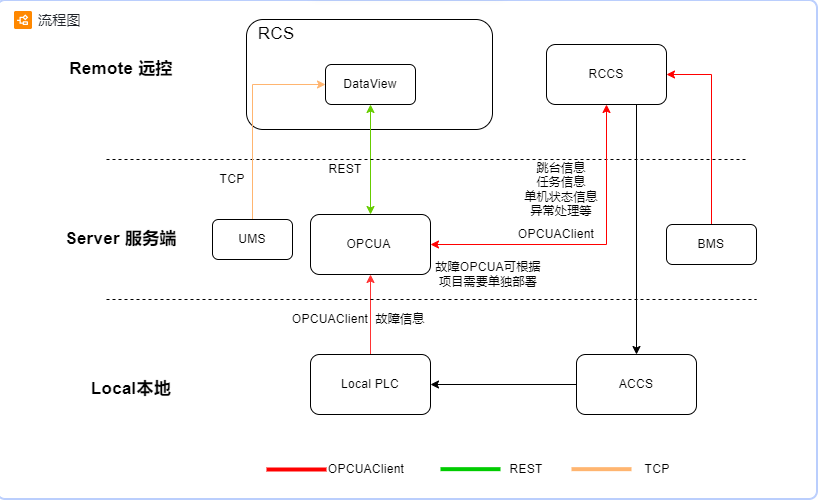 流程图
RCS
Remote 远控
DataView
RCCS
TCP
REST
跳台信息
任务信息
单机状态信息
异常处理等
OPCUAClient
Server 服务端
UMS
OPCUA
BMS
故障OPCUA可根据
项目需要单独部署
OPCUAClient 故障信息
Local本地
Local PLC
ACCS
OPCUAClient
REST
TCP